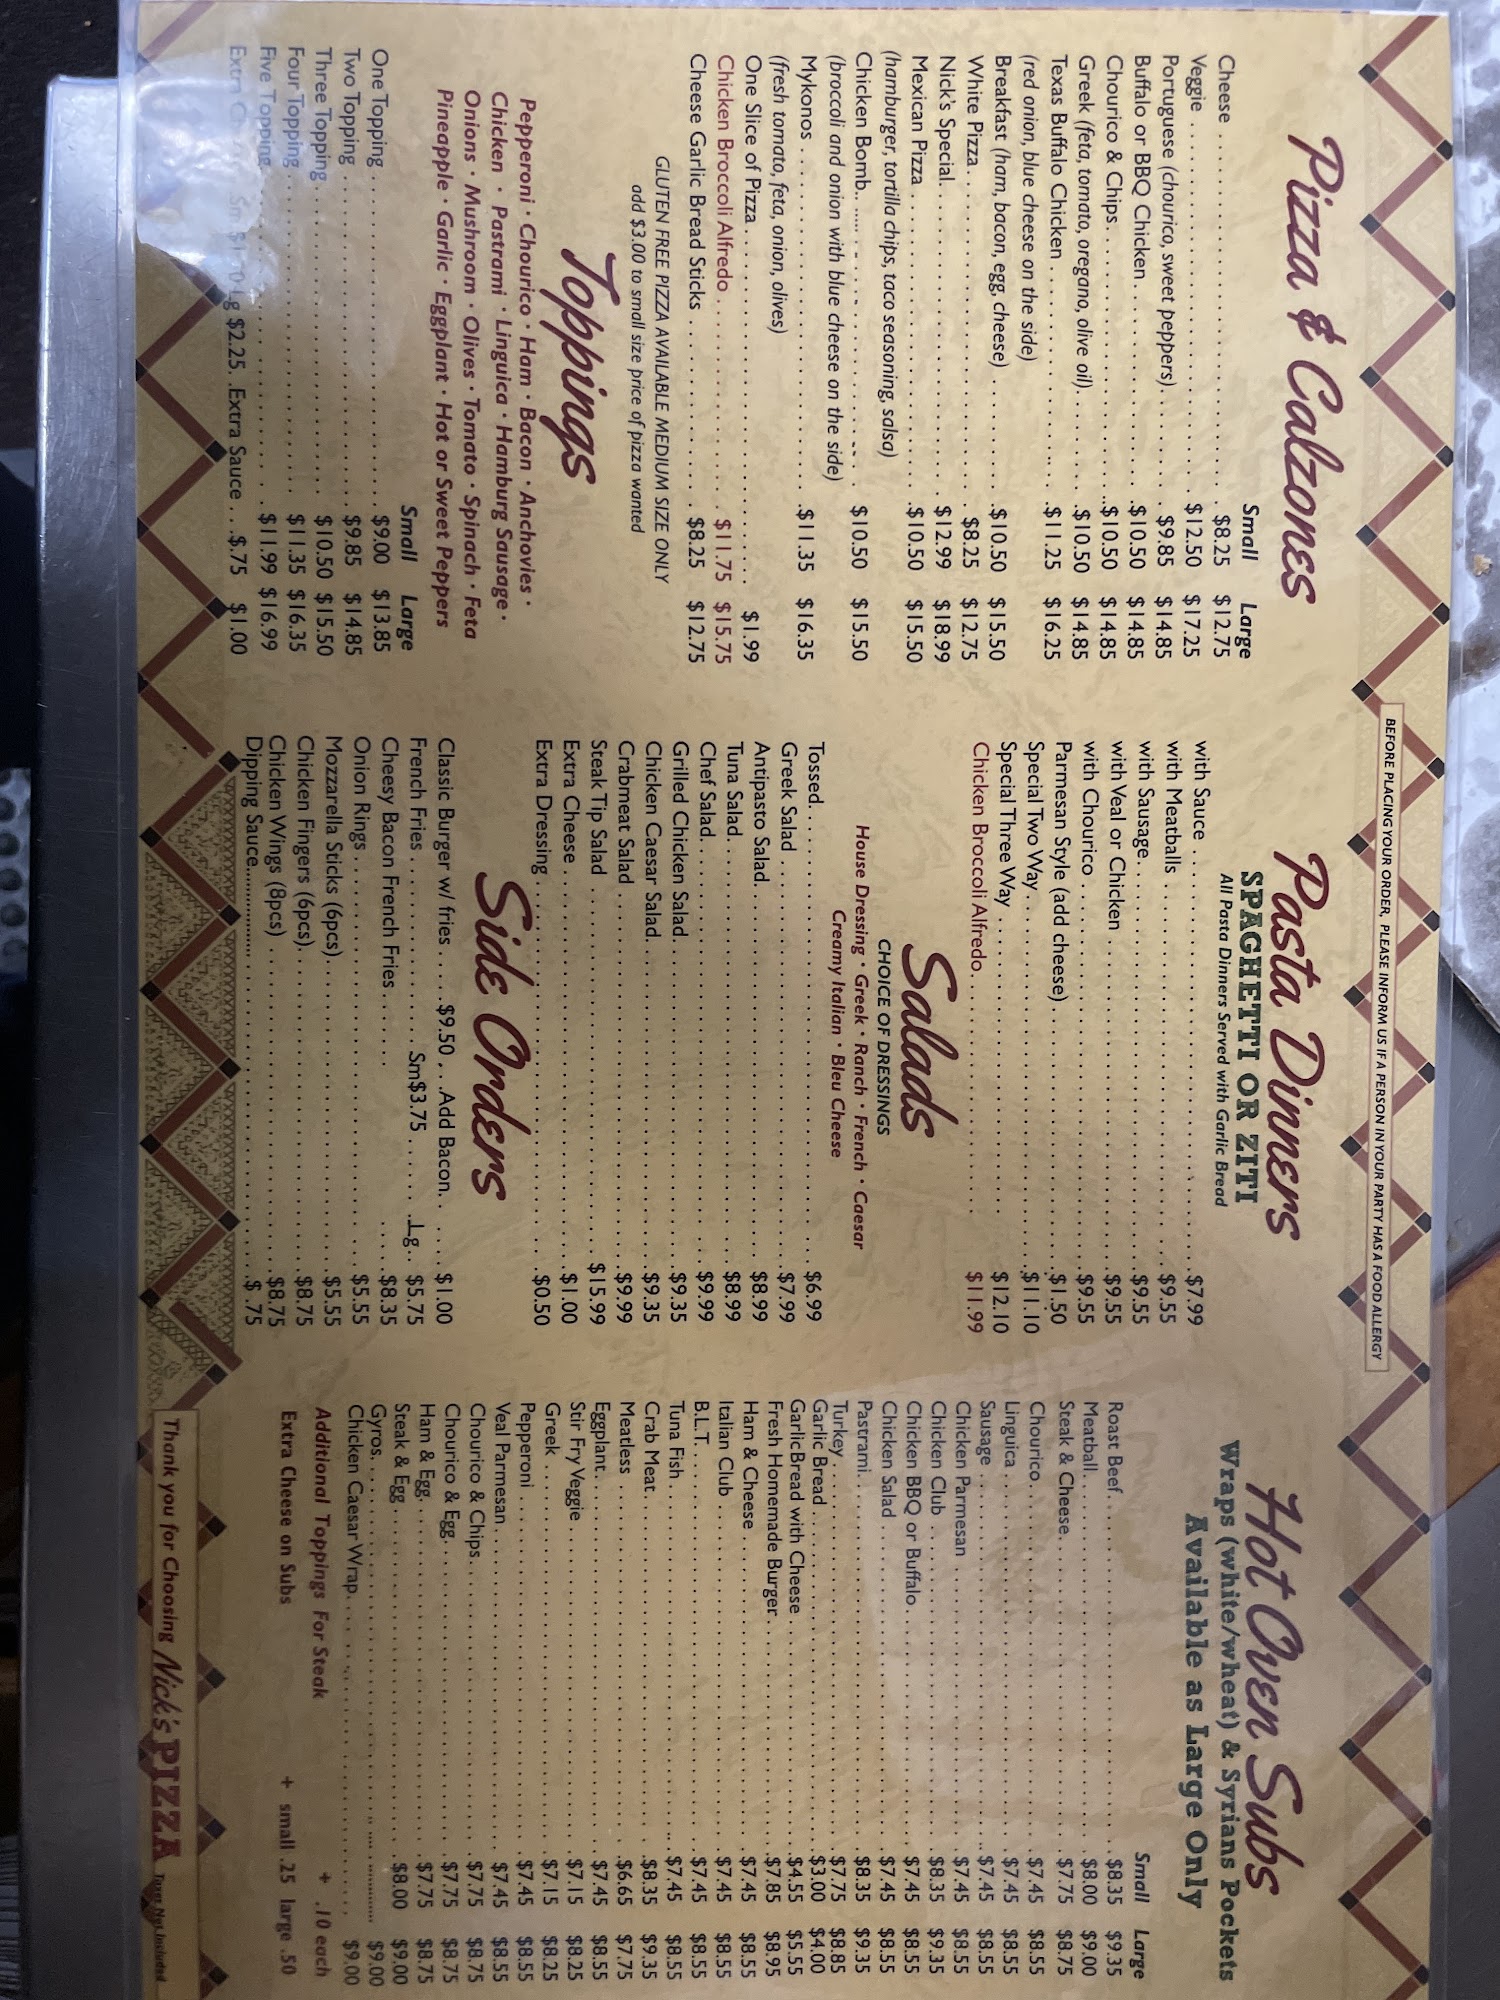 BEFORE PLACING YOUR ORDER, PLEASE INFORM US IF A PERSON IN YOUR PARTY HAS A FOOD ALLERGY
Pizza & Calzones
Small Large
Cheese $8.25 $12.75
Veggie $12.50 $17.25
Portuguese (chourico, sweet peppers) $9.85 $14.85
Buffalo or BBQ Chicken $10.50 $14.85
Chourico & Chips $10.50 $14.85
Greek (feta, tomato, oregano, olive oil) $10.50 $14.85
Texas Buffalo Chicken $11.25 $16.25
(red onion, blue cheese on the side)
Breakfast (ham, bacon, egg, cheese) $10.50 $15.50
White Pizza $8.25 $12.75
Nick's Special $12.99 $18.99
Mexican Pizza $10.50 $15.50
(hamburger, tortilla chips, taco seasoning, salsa)
Chicken Bomb $10.50 $15.50
(broccoli and onion with blue cheese on the side)
Mykonos $11.35 $16.35
(fresh tomato, feta, onion, olives)
One Slice of Pizza $1.99
Chicken Broccoli Alfredo $11.75 $15.75
Cheese Garlic Bread Sticks $8.25 $12.75
GLUTEN FREE PIZZA AVAILABLE MEDIUM SIZE ONLY
add $3.00 to small size price of pizza wanted
Toppings
Pepperoni · Chourico · Ham · Bacon · Anchovies ·
Chicken · Pastrami · Linguica · Hamburg Sausage ·
Onions · Mushroom · Olives · Tomato · Spinach · Feta
Pineapple · Garlic · Eggplant · Hot or Sweet Peppers
Small Large
One Topping $9.00 $13.85
Two Topping $9.85 $14.85
Three Topping $10.50 $15.50
Four Topping $11.35 $16.35
Five Topping $11.99 $16.99
Extra Sm Lg $2.25 Extra Sauce $.75 $1.00
Pasta Dinners
SPAGHETTI OR ZITI
All Pasta Dinners Served with Garlic Bread
with Sauce $7.99
with Meatballs $9.55
with Sausage $9.55
with Veal or Chicken $9.55
with Chourico $9.55
Parmesan Style (add cheese) $1.50
Special Two Way $11.10
Special Three Way $12.10
Chicken Broccoli Alfredo $11.99
Salads
CHOICE OF DRESSINGS
House Dressing · Greek · Ranch · French · Caesar
Creamy Italian · Bleu Cheese
Tossed $6.99
Greek Salad $7.99
Antipasto Salad $8.99
Tuna Salad $8.99
Chef Salad $9.99
Grilled Chicken Salad $9.35
Chicken Caesar Salad $9.35
Crabmeat Salad $9.99
Steak Tip Salad $15.99
Extra Cheese $1.00
Extra Dressing $0.50
Side Orders
Classic Burger w/ fries $9.50 Add Bacon $1.00
French Fries Sm$3.75 Lg $5.75
Cheesy Bacon French Fries $8.35
Onion Rings $5.55
Mozzarella Sticks (6pcs) $5.55
Chicken Fingers (6pcs) $8.75
Chicken Wings (8pcs) $8.75
Dipping Sauce $.75
Hot Oven Subs
Wraps (white/wheat) & Syrians Pockets
Available as Large Only
Small Large
Roast Beef $8.35 $9.35
Meatball $8.00 $9.00
Steak & Cheese $7.75 $8.75
Chourico $7.45 $8.55
Linguica $7.45 $8.55
Sausage $7.45 $8.55
Chicken Parmesan $7.45 $8.55
Chicken Club $8.35 $9.35
Chicken BBQ or Buffalo $7.45 $8.55
Chicken Salad $7.45 $8.55
Pastrami $8.35 $9.35
Turkey $7.75 $8.85
Garlic Bread $3.00 $4.00
Garlic Bread with Cheese $4.55 $5.55
Fresh Homemade Burger $7.85 $8.95
Ham & Cheese $7.45 $8.55
Italian Club $7.45 $8.55
B.L.T. $7.45 $8.55
Tuna Fish $7.45 $8.55
Crab Meat $8.35 $9.35
Meatless $6.65 $7.75
Eggplant $7.45 $8.55
Stir Fry Veggie $7.15 $8.25
Greek $7.15 $8.25
Pepperoni $7.45 $8.55
Veal Parmesan $7.45 $8.55
Chourico & Chips $7.75 $8.75
Chourico & Egg $7.75 $8.75
Ham & Egg $7.75 $8.75
Steak & Egg $8.00 $9.00
Gyros $9.00
Chicken Caesar Wrap $9.00
Additional Toppings For Steak + .10 each
Extra Cheese on Subs + small .25 large .50
Thank you for Choosing Nick's PIZZA Taxes Not Included